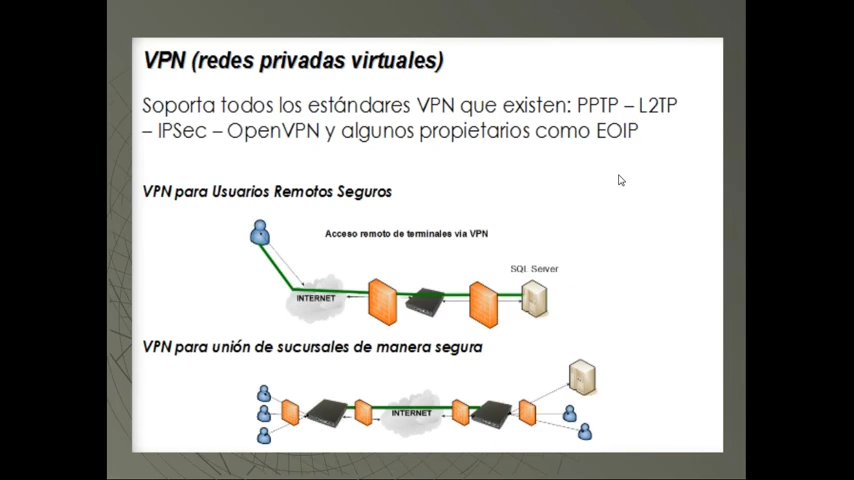 VPN (redes privadas virtuales)
Soporta todos los estándares VPN que existen: PPTP – L2TP
– IPSec – OpenVPN y algunos propietarios como EOIP
VPN para Usuarios Remotos Seguros
Acceso remoto de terminales via VPN
SQL Server
INTERNET
VPN para unión de sucursales de manera segura
INTERNET